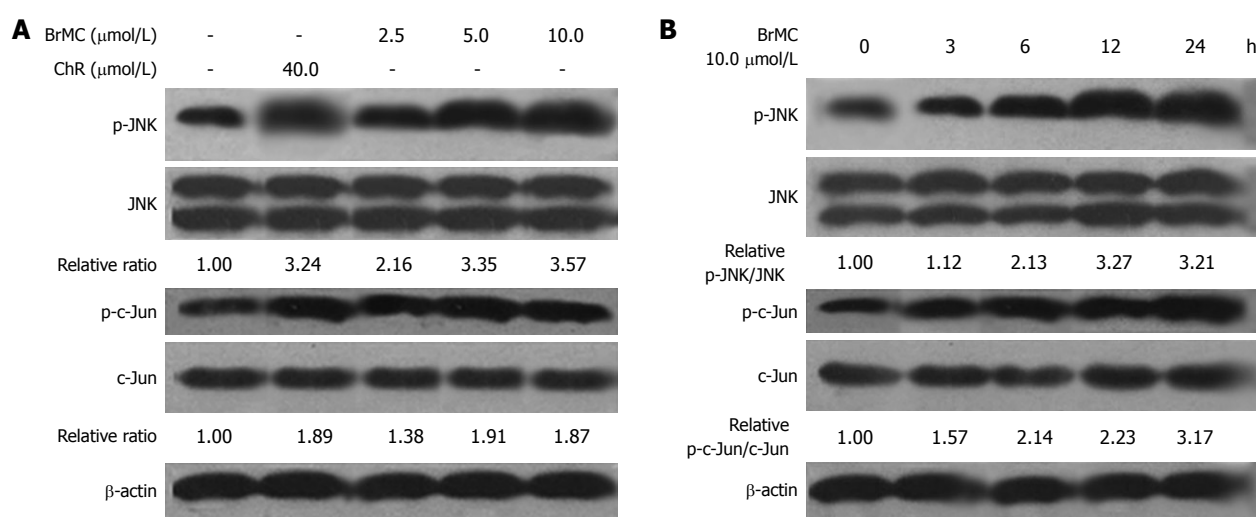 A
BrMC (μmol/L) - - 2.5 5.0 10.0
ChR (μmol/L) - 40.0 - - -
p-JNK
JNK
Relative ratio 1.00 3.24 2.16 3.35 3.57
p-c-Jun
c-Jun
Relative ratio 1.00 1.89 1.38 1.91 1.87
β-actin
B
BrMC
10.0 μmol/L 0 3 6 12 24 h
p-JNK
JNK
Relative
p-JNK/JNK 1.00 1.12 2.13 3.27 3.21
p-c-Jun
c-Jun
Relative
p-c-Jun/c-Jun 1.00 1.57 2.14 2.23 3.17
β-actin